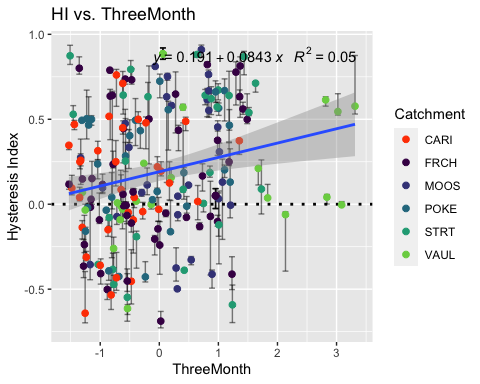 HI vs. ThreeMonth
y = 0.191 + 0.0843 x R² = 0.05
1.0
0.5
0.0
-0.5
Hysteresis Index
-1
0
1
2
3
ThreeMonth
Catchment
CARI
FRCH
MOOS
POKE
STRT
VAUL